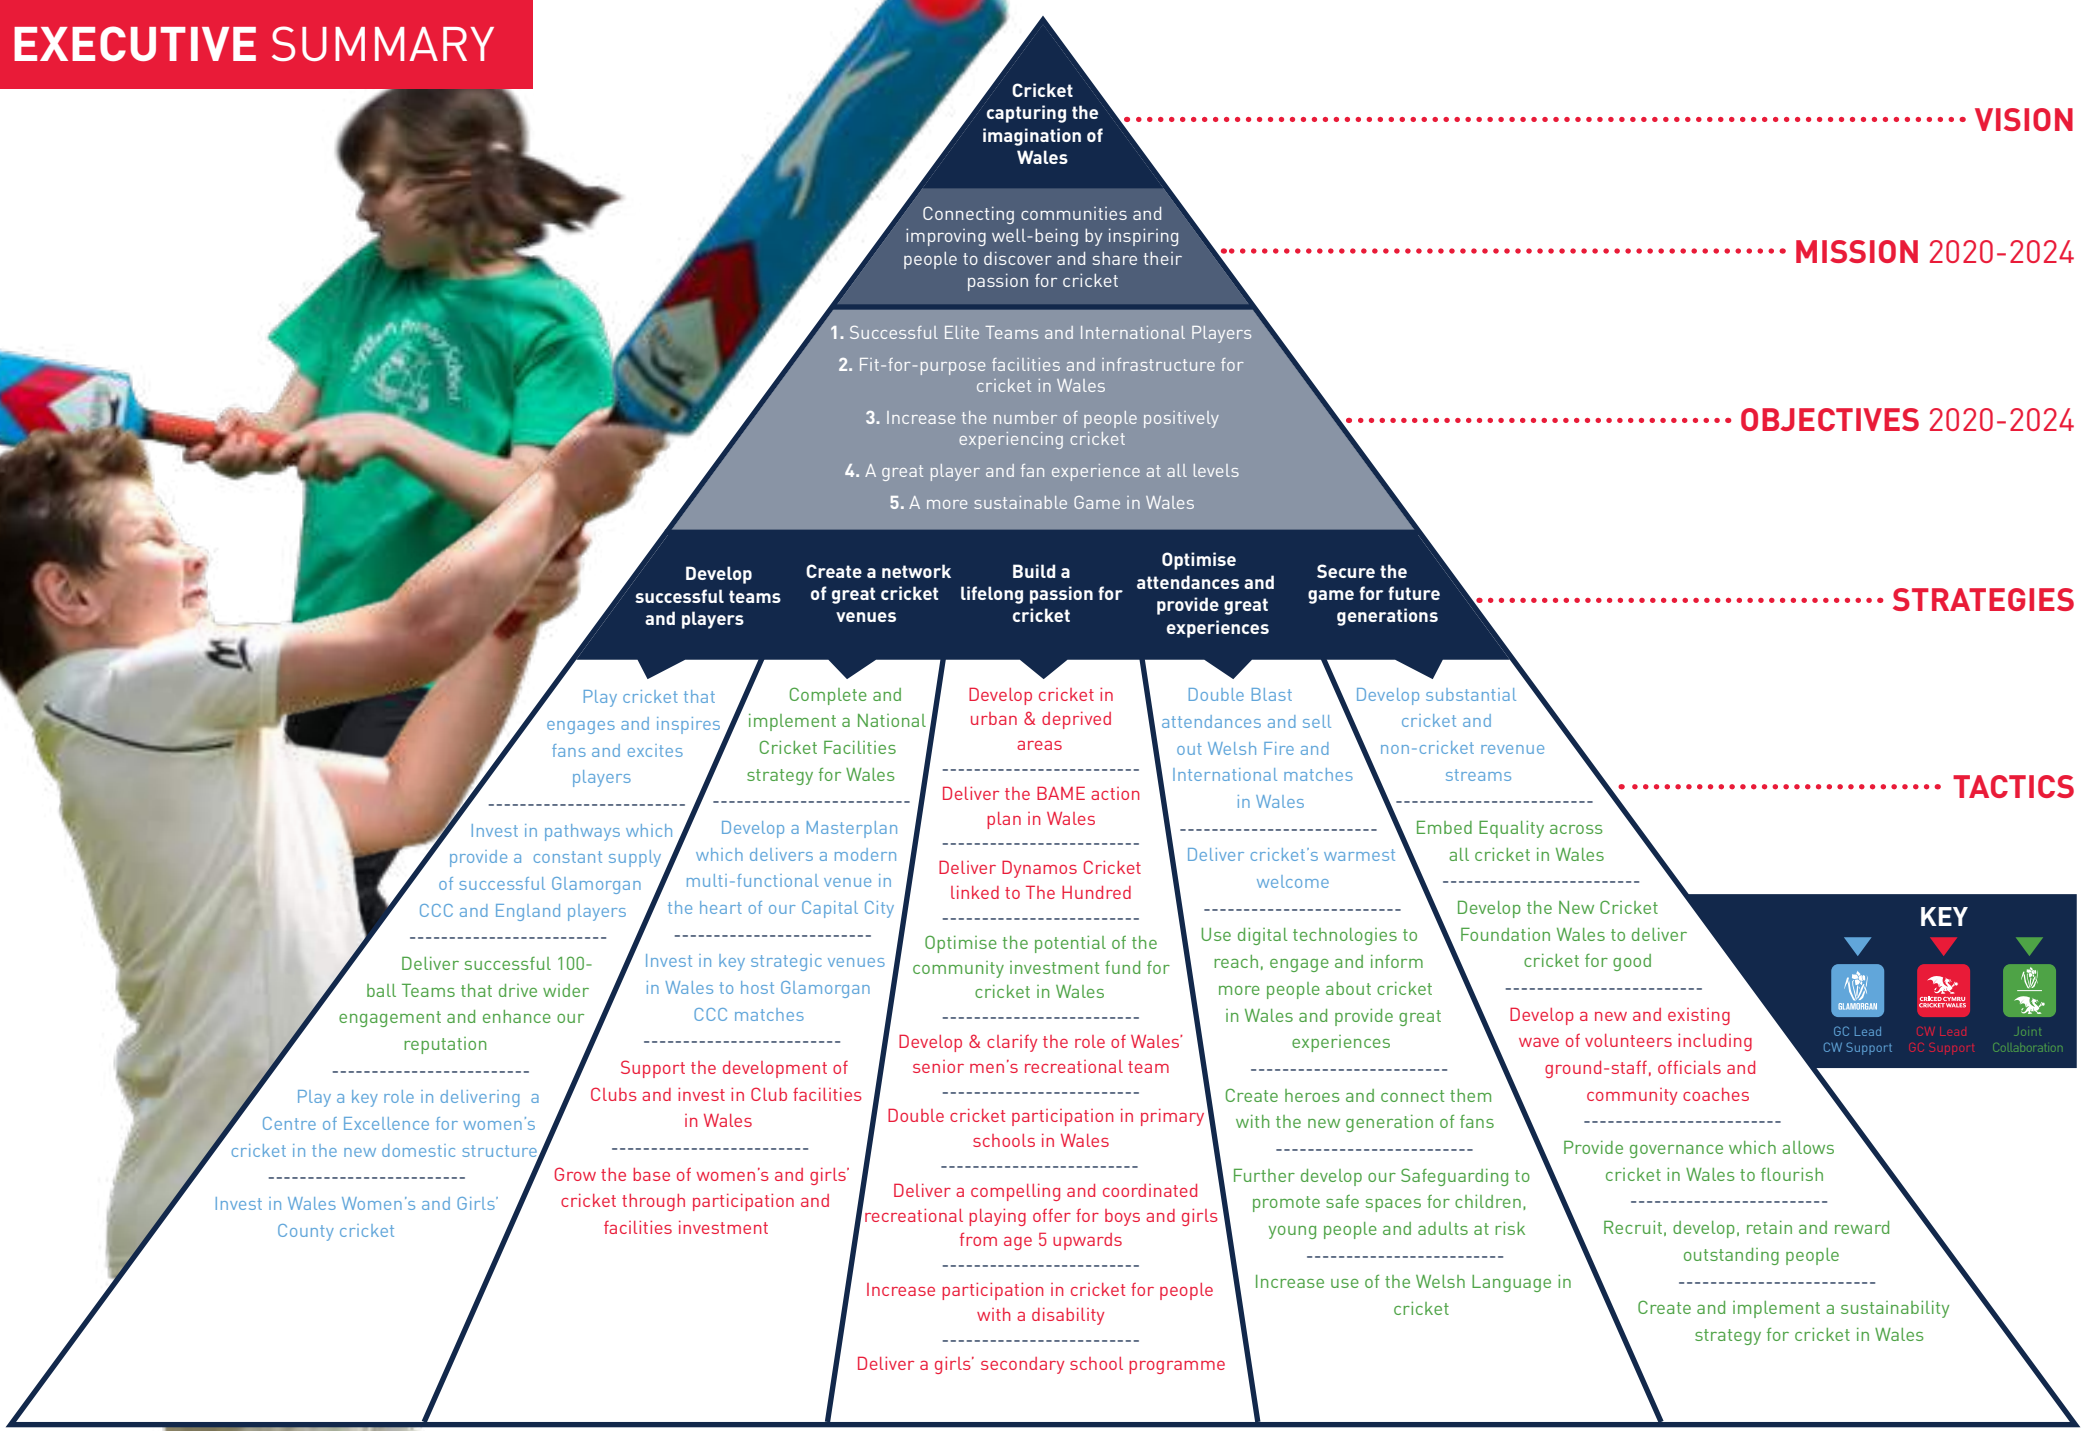 EXECUTIVE SUMMARY
Cricket
capturing the
imagination of
Wales
VISION
Connecting communities and
improving well-being by inspiring
people to discover and share their
passion for cricket
MISSION 2020-2024
1. Successful Elite Teams and International Players
2. Fit-for-purpose facilities and infrastructure for
cricket in Wales
3. Increase the number of people positively
experiencing cricket
4. A great player and fan experience at all levels
5. A more sustainable Game in Wales
OBJECTIVES 2020-2024
Develop
successful teams
and players
Create a network
of great cricket
venues
Build a
lifelong passion for
cricket
Optimise
attendances and
provide great
experiences
Secure the
game for future
generations
STRATEGIES
TACTICS
Play cricket that
engages and inspires
fans and excites
players
Invest in pathways which
provide a constant supply
of successful Glamorgan
CCC and England players
Deliver successful 100-
ball Teams that drive wider
engagement and enhance our
reputation
Play a key role in delivering a
Centre of Excellence for women's
cricket in the new domestic structure
Invest in Wales Women's and Girls'
County cricket
Complete and
implement a National
Cricket Facilities
strategy for Wales
Develop a Masterplan
which delivers a modern
multi-functional venue in
the heart of our Capital City
Invest in key strategic venues
in Wales to host Glamorgan
CCC matches
Support the development of
Clubs and invest in Club facilities
in Wales
Grow the base of women's and girls'
cricket through participation and
facilities investment
Develop cricket in
urban & deprived
areas
Deliver the BAME action
plan in Wales
Deliver Dynamos Cricket
linked to The Hundred
Optimise the potential of the
community investment fund for
cricket in Wales
Develop & clarify the role of Wales'
senior men's recreational team
Double cricket participation in primary
schools in Wales
Deliver a compelling and coordinated
recreational playing offer for boys and girls
from age 5 upwards
Increase participation in cricket for people
with a disability
Deliver a girls' secondary school programme
Double Blast
attendances and sell
out Welsh Fire and
International matches
in Wales
Deliver cricket's warmest
welcome
Use digital technologies to
reach, engage and inform
more people about cricket
in Wales and provide great
experiences
Create heroes and connect them
with the new generation of fans
Further develop our Safeguarding to
promote safe spaces for children,
young people and adults at risk
Increase use of the Welsh Language in
cricket
Develop substantial
cricket and
non-cricket revenue
streams
Embed Equality across
all cricket in Wales
Develop the New Cricket
Foundation Wales to deliver
cricket for good
Develop a new and existing
wave of volunteers including
ground-staff, officials and
community coaches
Provide governance which allows
cricket in Wales to flourish
Recruit, develop, retain and reward
outstanding people
Create and implement a sustainability
strategy for cricket in Wales
KEY
GLAMORGAN
GC Lead
CW Support
CRICED CYMRU
CRICKET WALES
CW Lead
GC Support
Joint
Collaboration